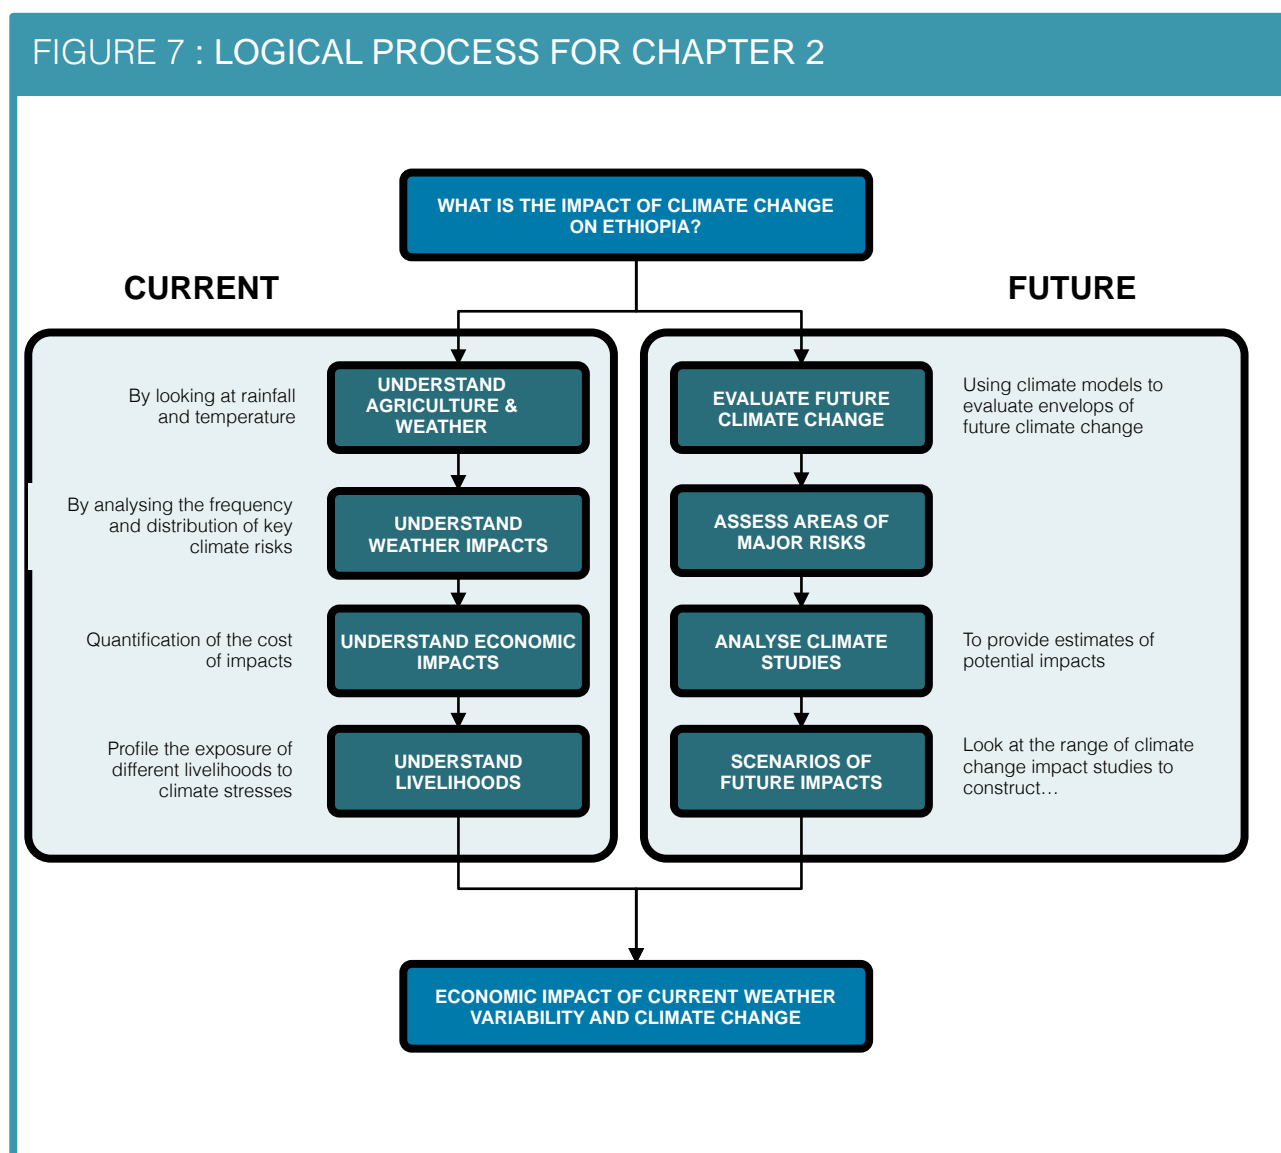 FIGURE 7 : LOGICAL PROCESS FOR CHAPTER 2
WHAT IS THE IMPACT OF CLIMATE CHANGE
ON ETHIOPIA?
CURRENT
By looking at rainfall
and temperature
UNDERSTAND
AGRICULTURE &
WEATHER
By analysing the frequency
and distribution of key
climate risks
UNDERSTAND
WEATHER IMPACTS
Quantification of the cost
of impacts
UNDERSTAND ECONOMIC
IMPACTS
Profile the exposure of
different livelihoods to
climate stresses
UNDERSTAND
LIVELIHOODS
FUTURE
EVALUATE FUTURE
CLIMATE CHANGE
Using climate models to
evaluate envelops of
future climate change
ASSESS AREAS OF
MAJOR RISKS
ANALYSE CLIMATE
STUDIES
To provide estimates of
potential impacts
SCENARIOS OF
FUTURE IMPACTS
Look at the range of climate
change impact studies to
construct…
ECONOMIC IMPACT OF CURRENT WEATHER
VARIABILITY AND CLIMATE CHANGE